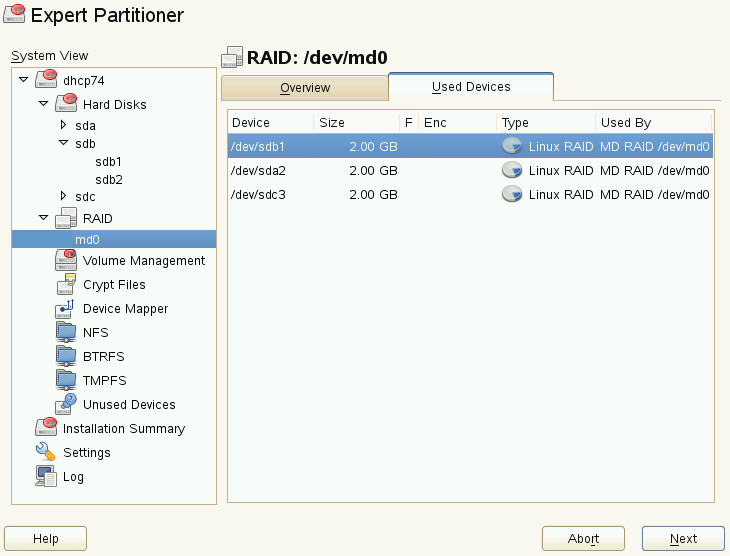 Expert Partitioner
System View
dhcp74
Hard Disks
sda
sdb
sdb1
sdb2
sdc
RAID
md0
Volume Management
Crypt Files
Device Mapper
NFS
BTRFS
TMPFS
Unused Devices
Installation Summary
Settings
Log
RAID: /dev/md0
Overview Used Devices
Device Size F Enc Type Used By
/dev/sdb1 2.00 GB Linux RAID MD RAID /dev/md0
/dev/sda2 2.00 GB Linux RAID MD RAID /dev/md0
/dev/sdc3 2.00 GB Linux RAID MD RAID /dev/md0
Help Abort Next